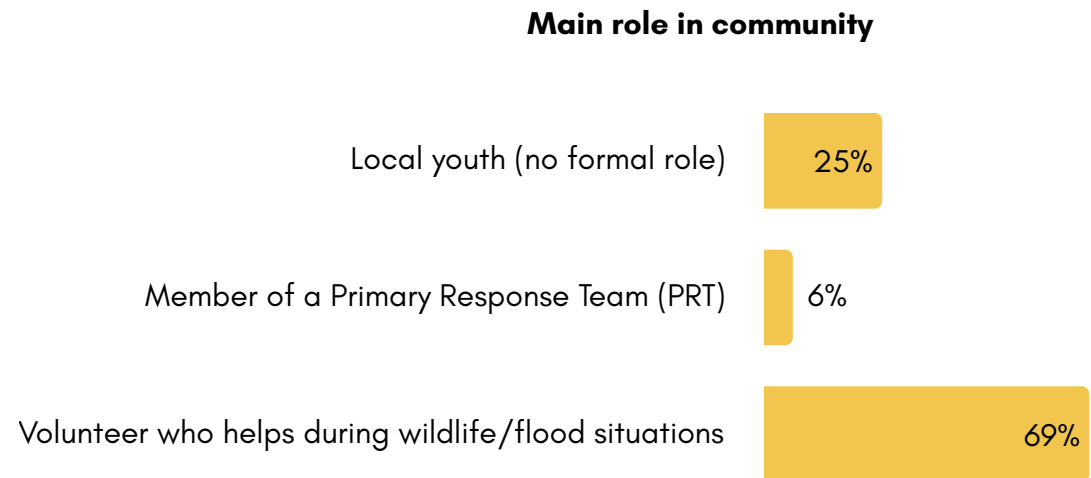 Main role in community
Local youth (no formal role)
25%
Member of a Primary Response Team (PRT)
6%
Volunteer who helps during wildlife/flood situations
69%